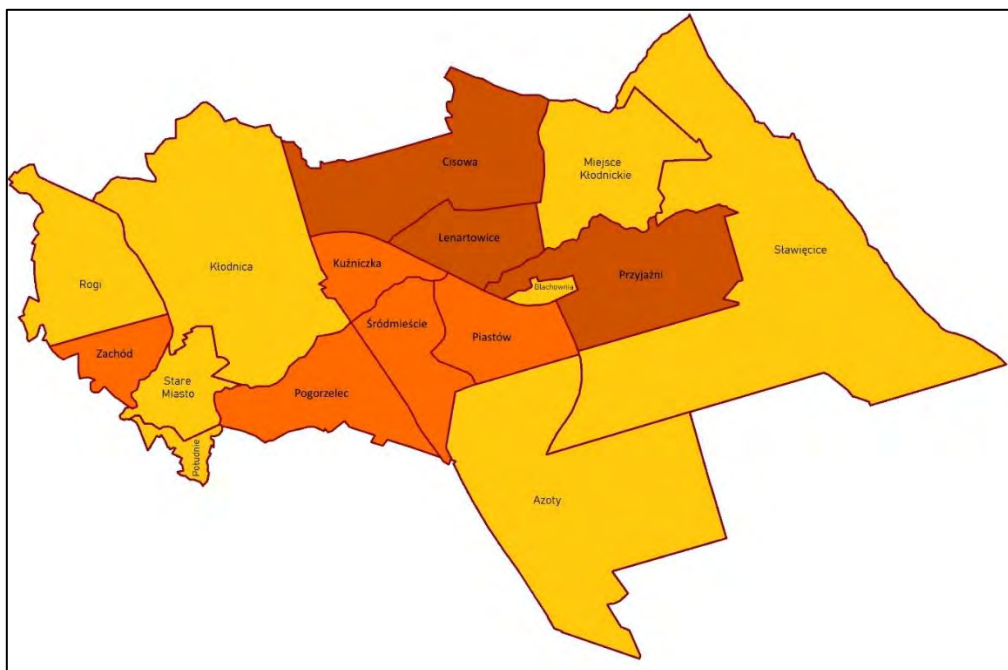 Cisowa
Miejsce
Kłodnickie
Lenartowice
Sławięcice
Kuźniczka
Kłodnica
Przyjaźni
Rogi
Blachownia
Śródmieście
Piastów
Zachód
Stare
Miasto
Pogorzelec
Południe
Azoty